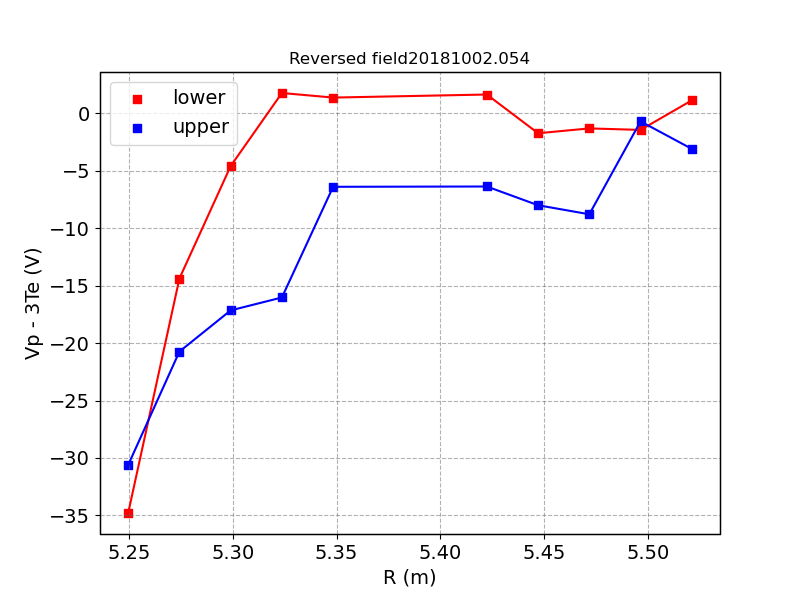 Reversed field20181002.054
lower
upper
0
−5
−10
−15
−20
−25
−30
−35
Vp - 3Te (V)
5.25 5.30 5.35 5.40 5.45 5.50
R (m)